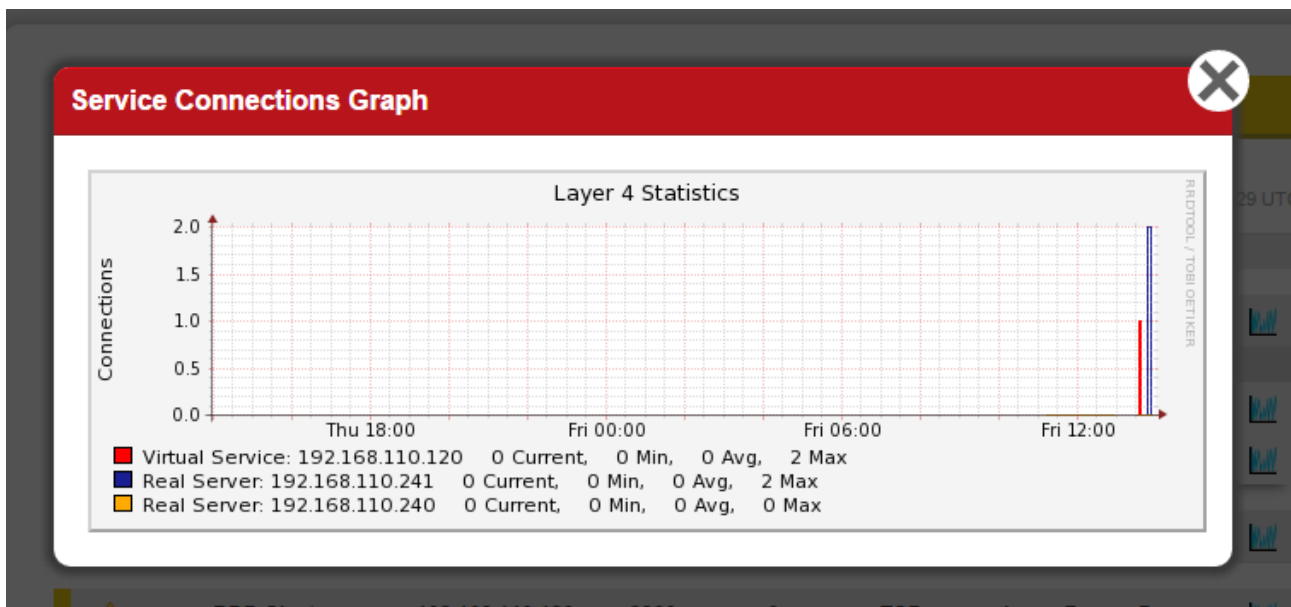 Service Connections Graph
Layer 4 Statistics
RRDTOOL / TOBI OETIKER
29 UTC
Connections
2.0
1.5
1.0
0.5
0.0
Thu 18:00 Fri 00:00 Fri 06:00 Fri 12:00
Virtual Service: 192.168.110.120 0 Current, 0 Min, 0 Avg, 2 Max
Real Server: 192.168.110.241 0 Current, 0 Min, 0 Avg, 2 Max
Real Server: 192.168.110.240 0 Current, 0 Min, 0 Avg, 0 Max